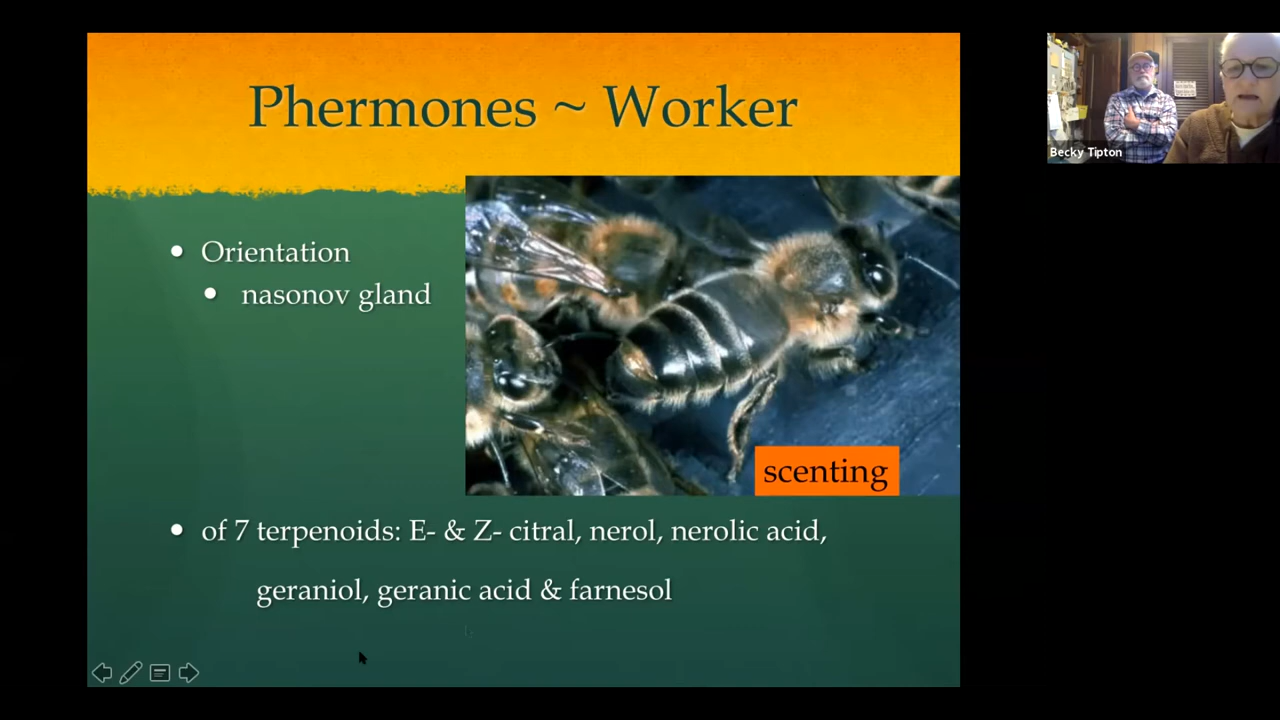 Phermones ~ Worker
Becky Tipton
• Orientation
• nasonov gland
scenting
• of 7 terpenoids: E- & Z- citral, nerol, nerolic acid,
geraniol, geranic acid & farnesol